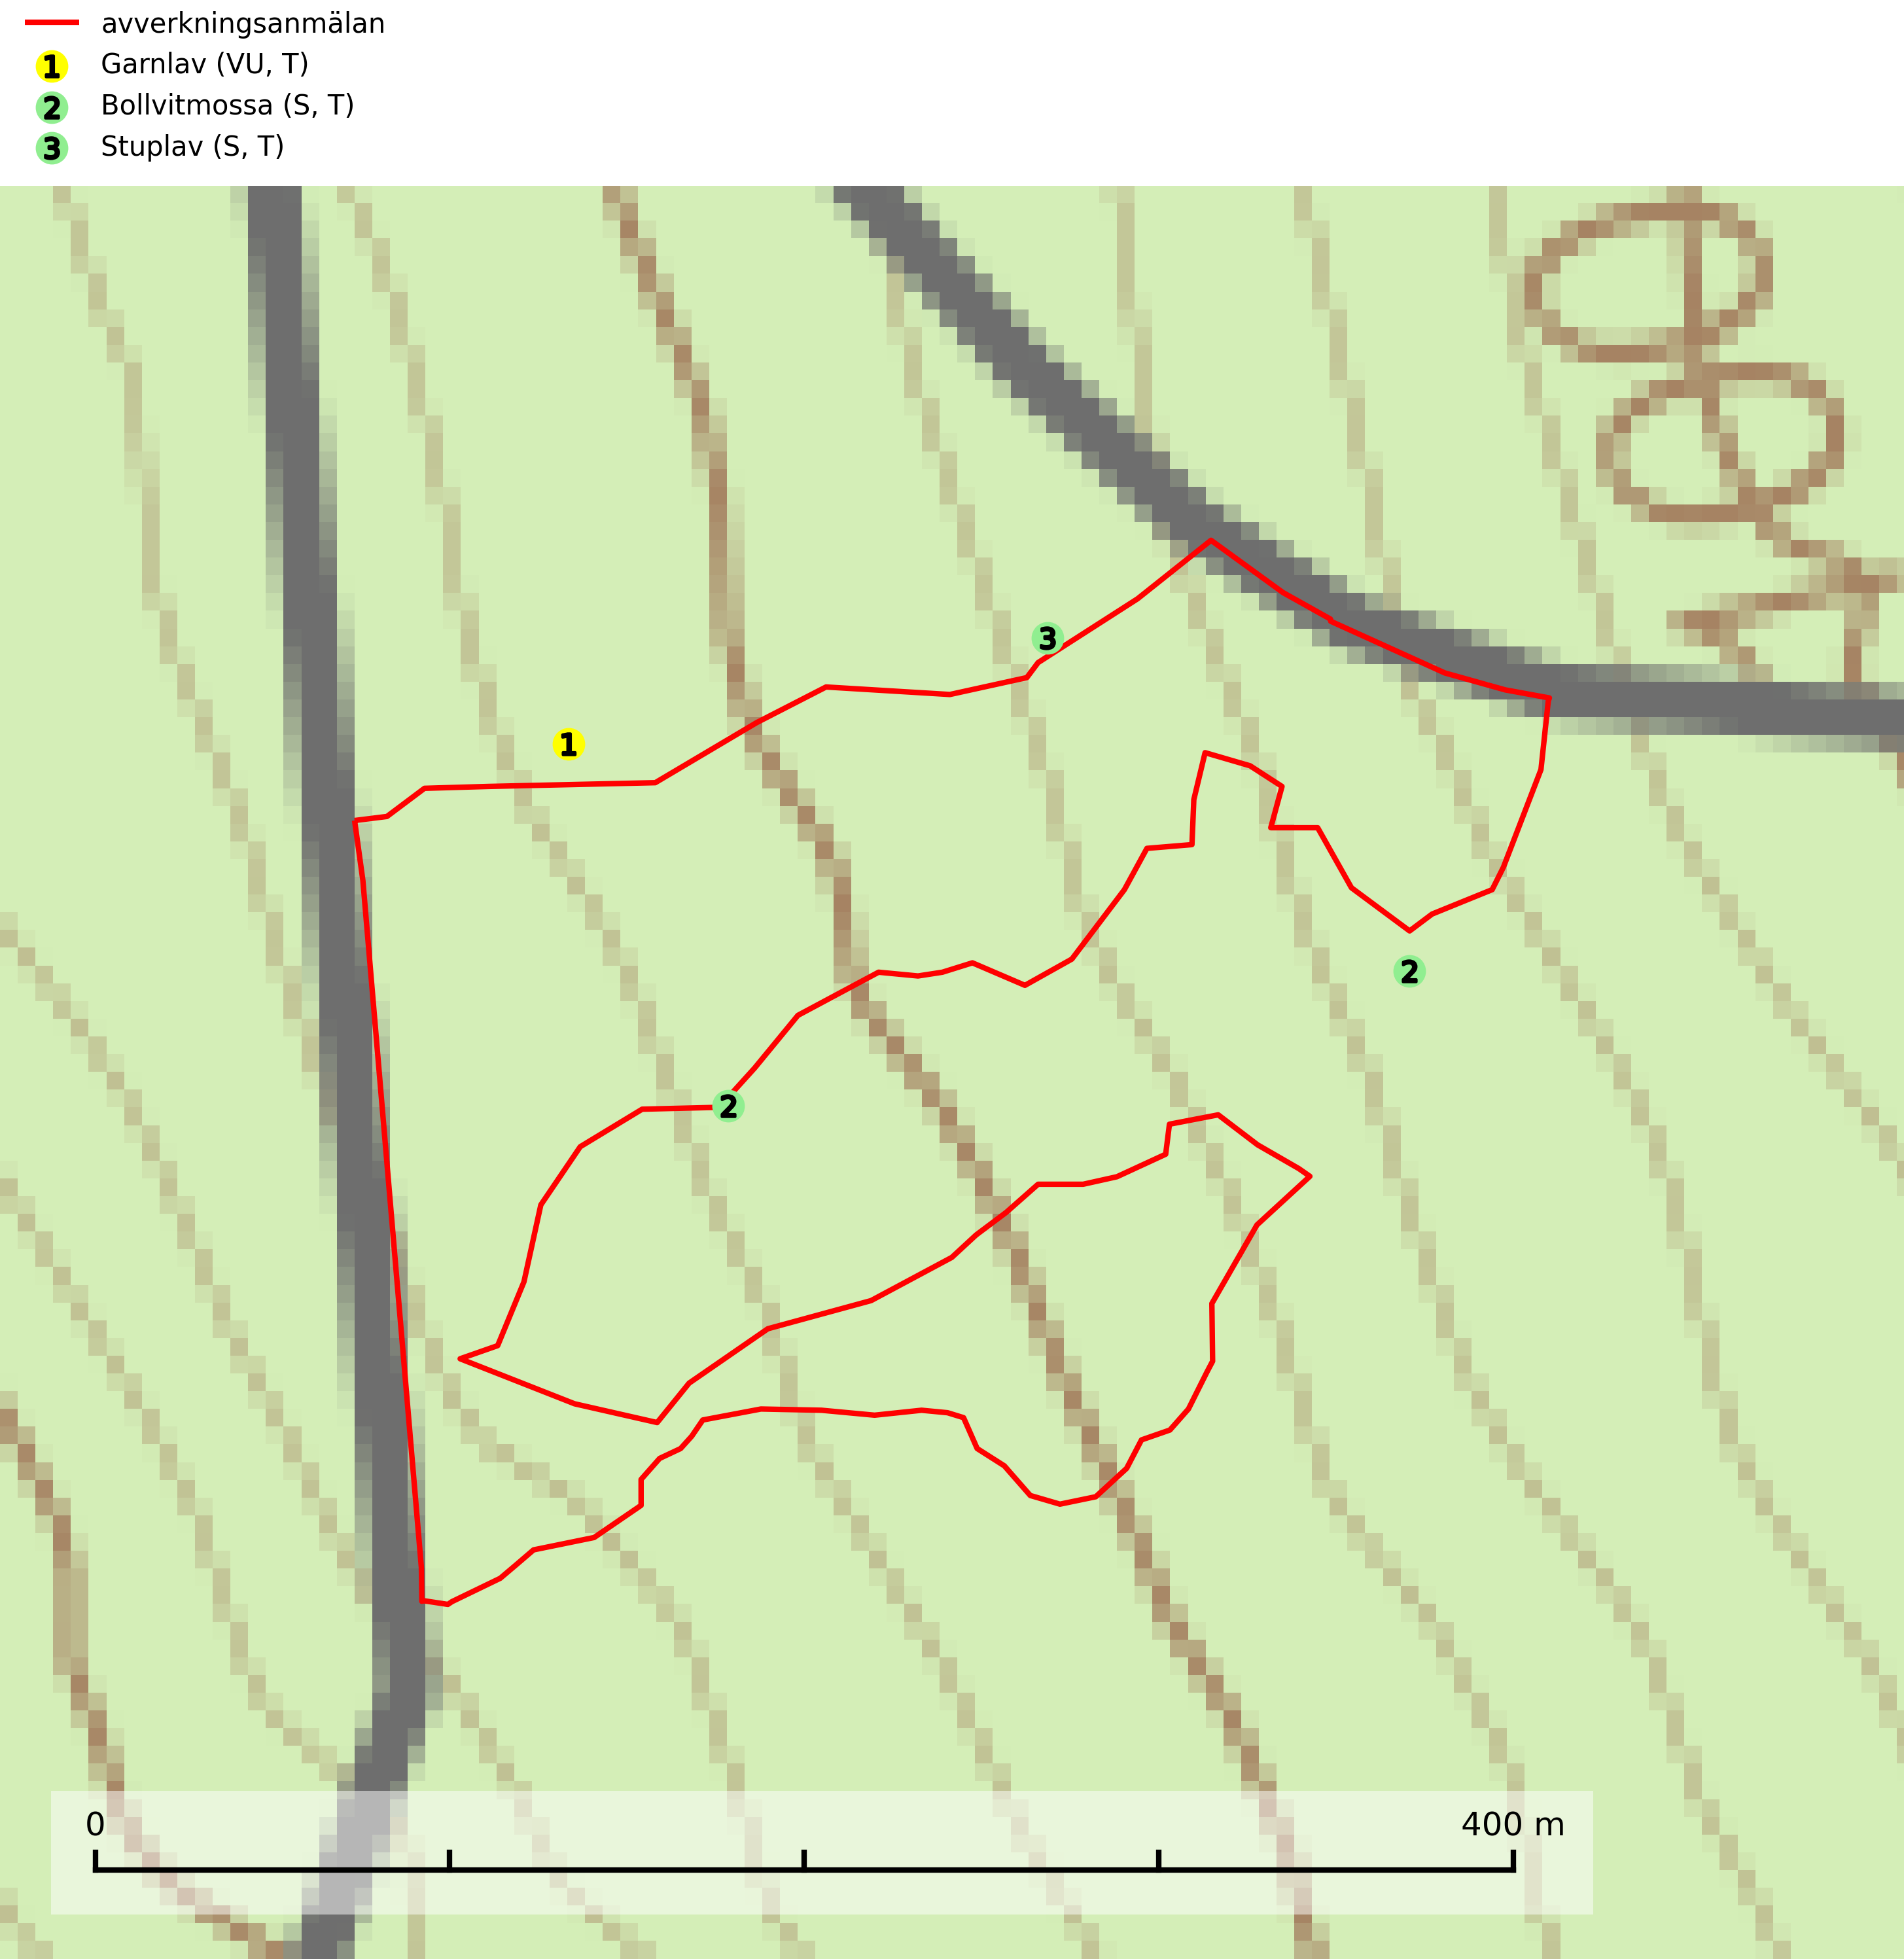 avverkningsanmälan
1 Garnlav (VU, T)
2 Bollvitmossa (S, T)
3 Stuplav (S, T)
3
1
2
2
0 400 m